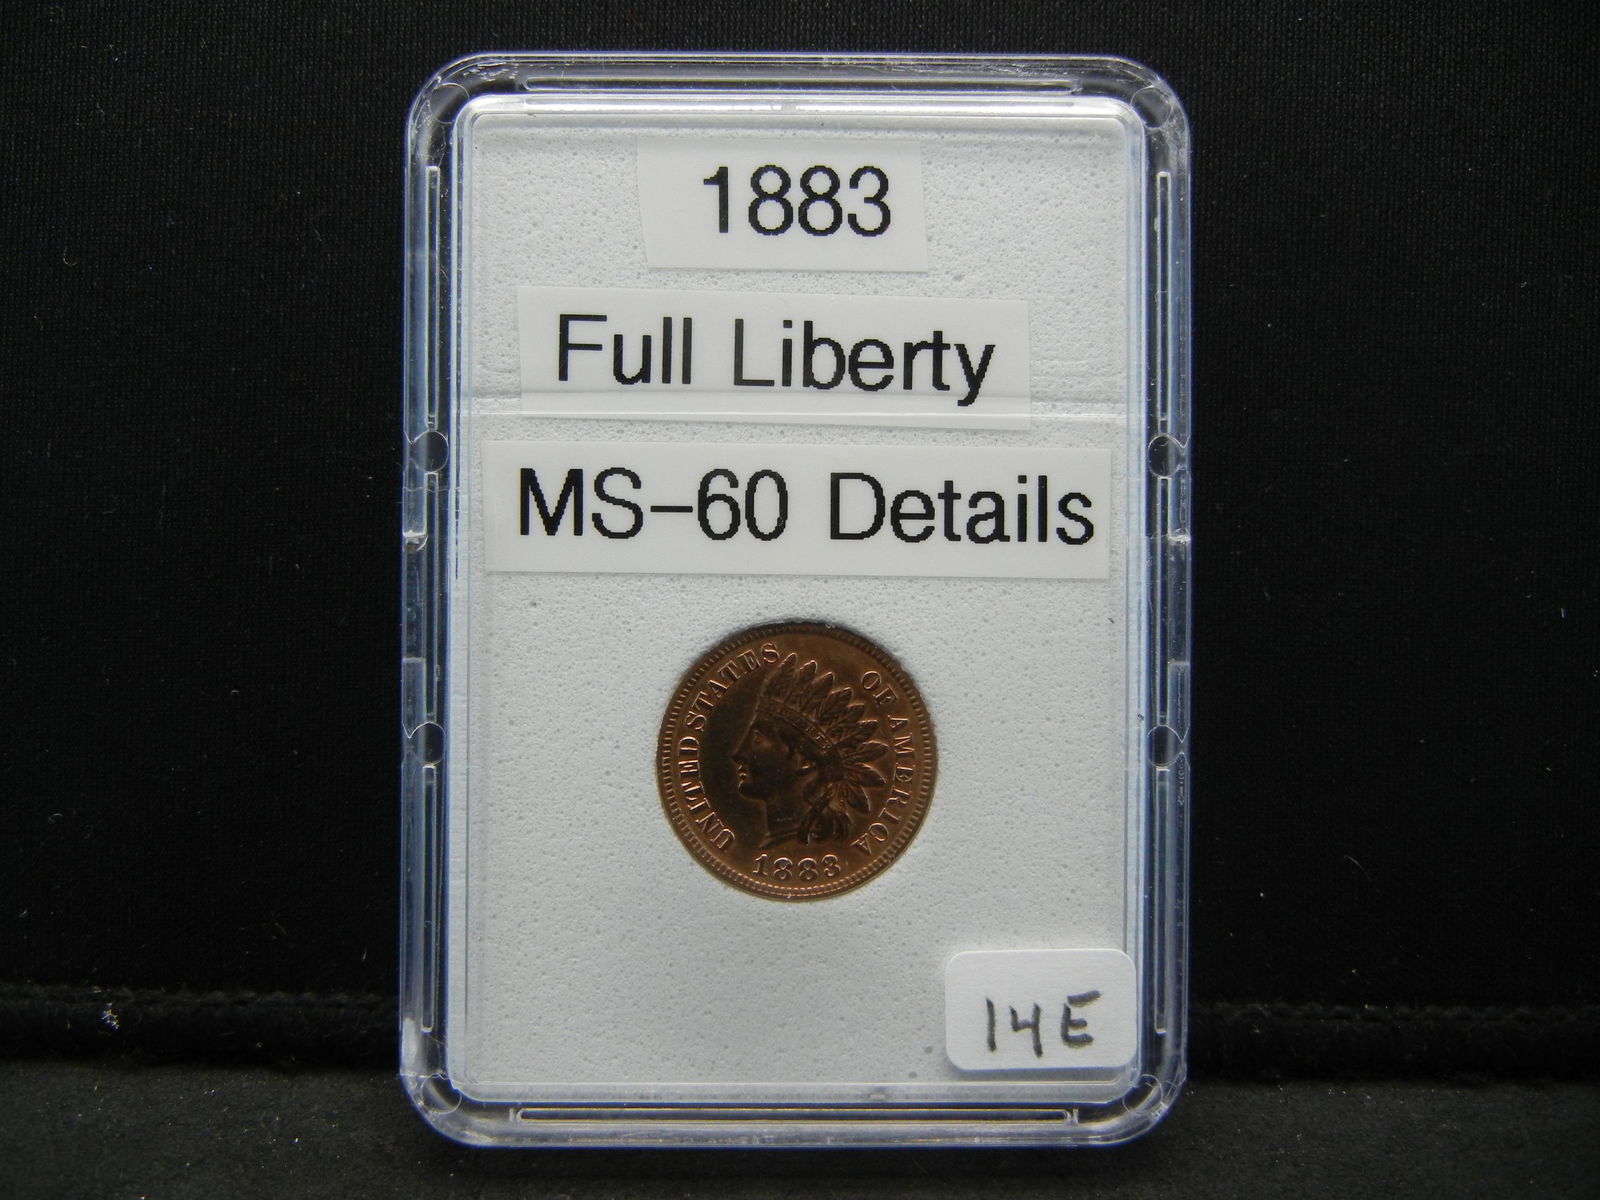 1883
Full Liberty
MS-60 Details
UNITED STATES OF AMERICA
1883
14E